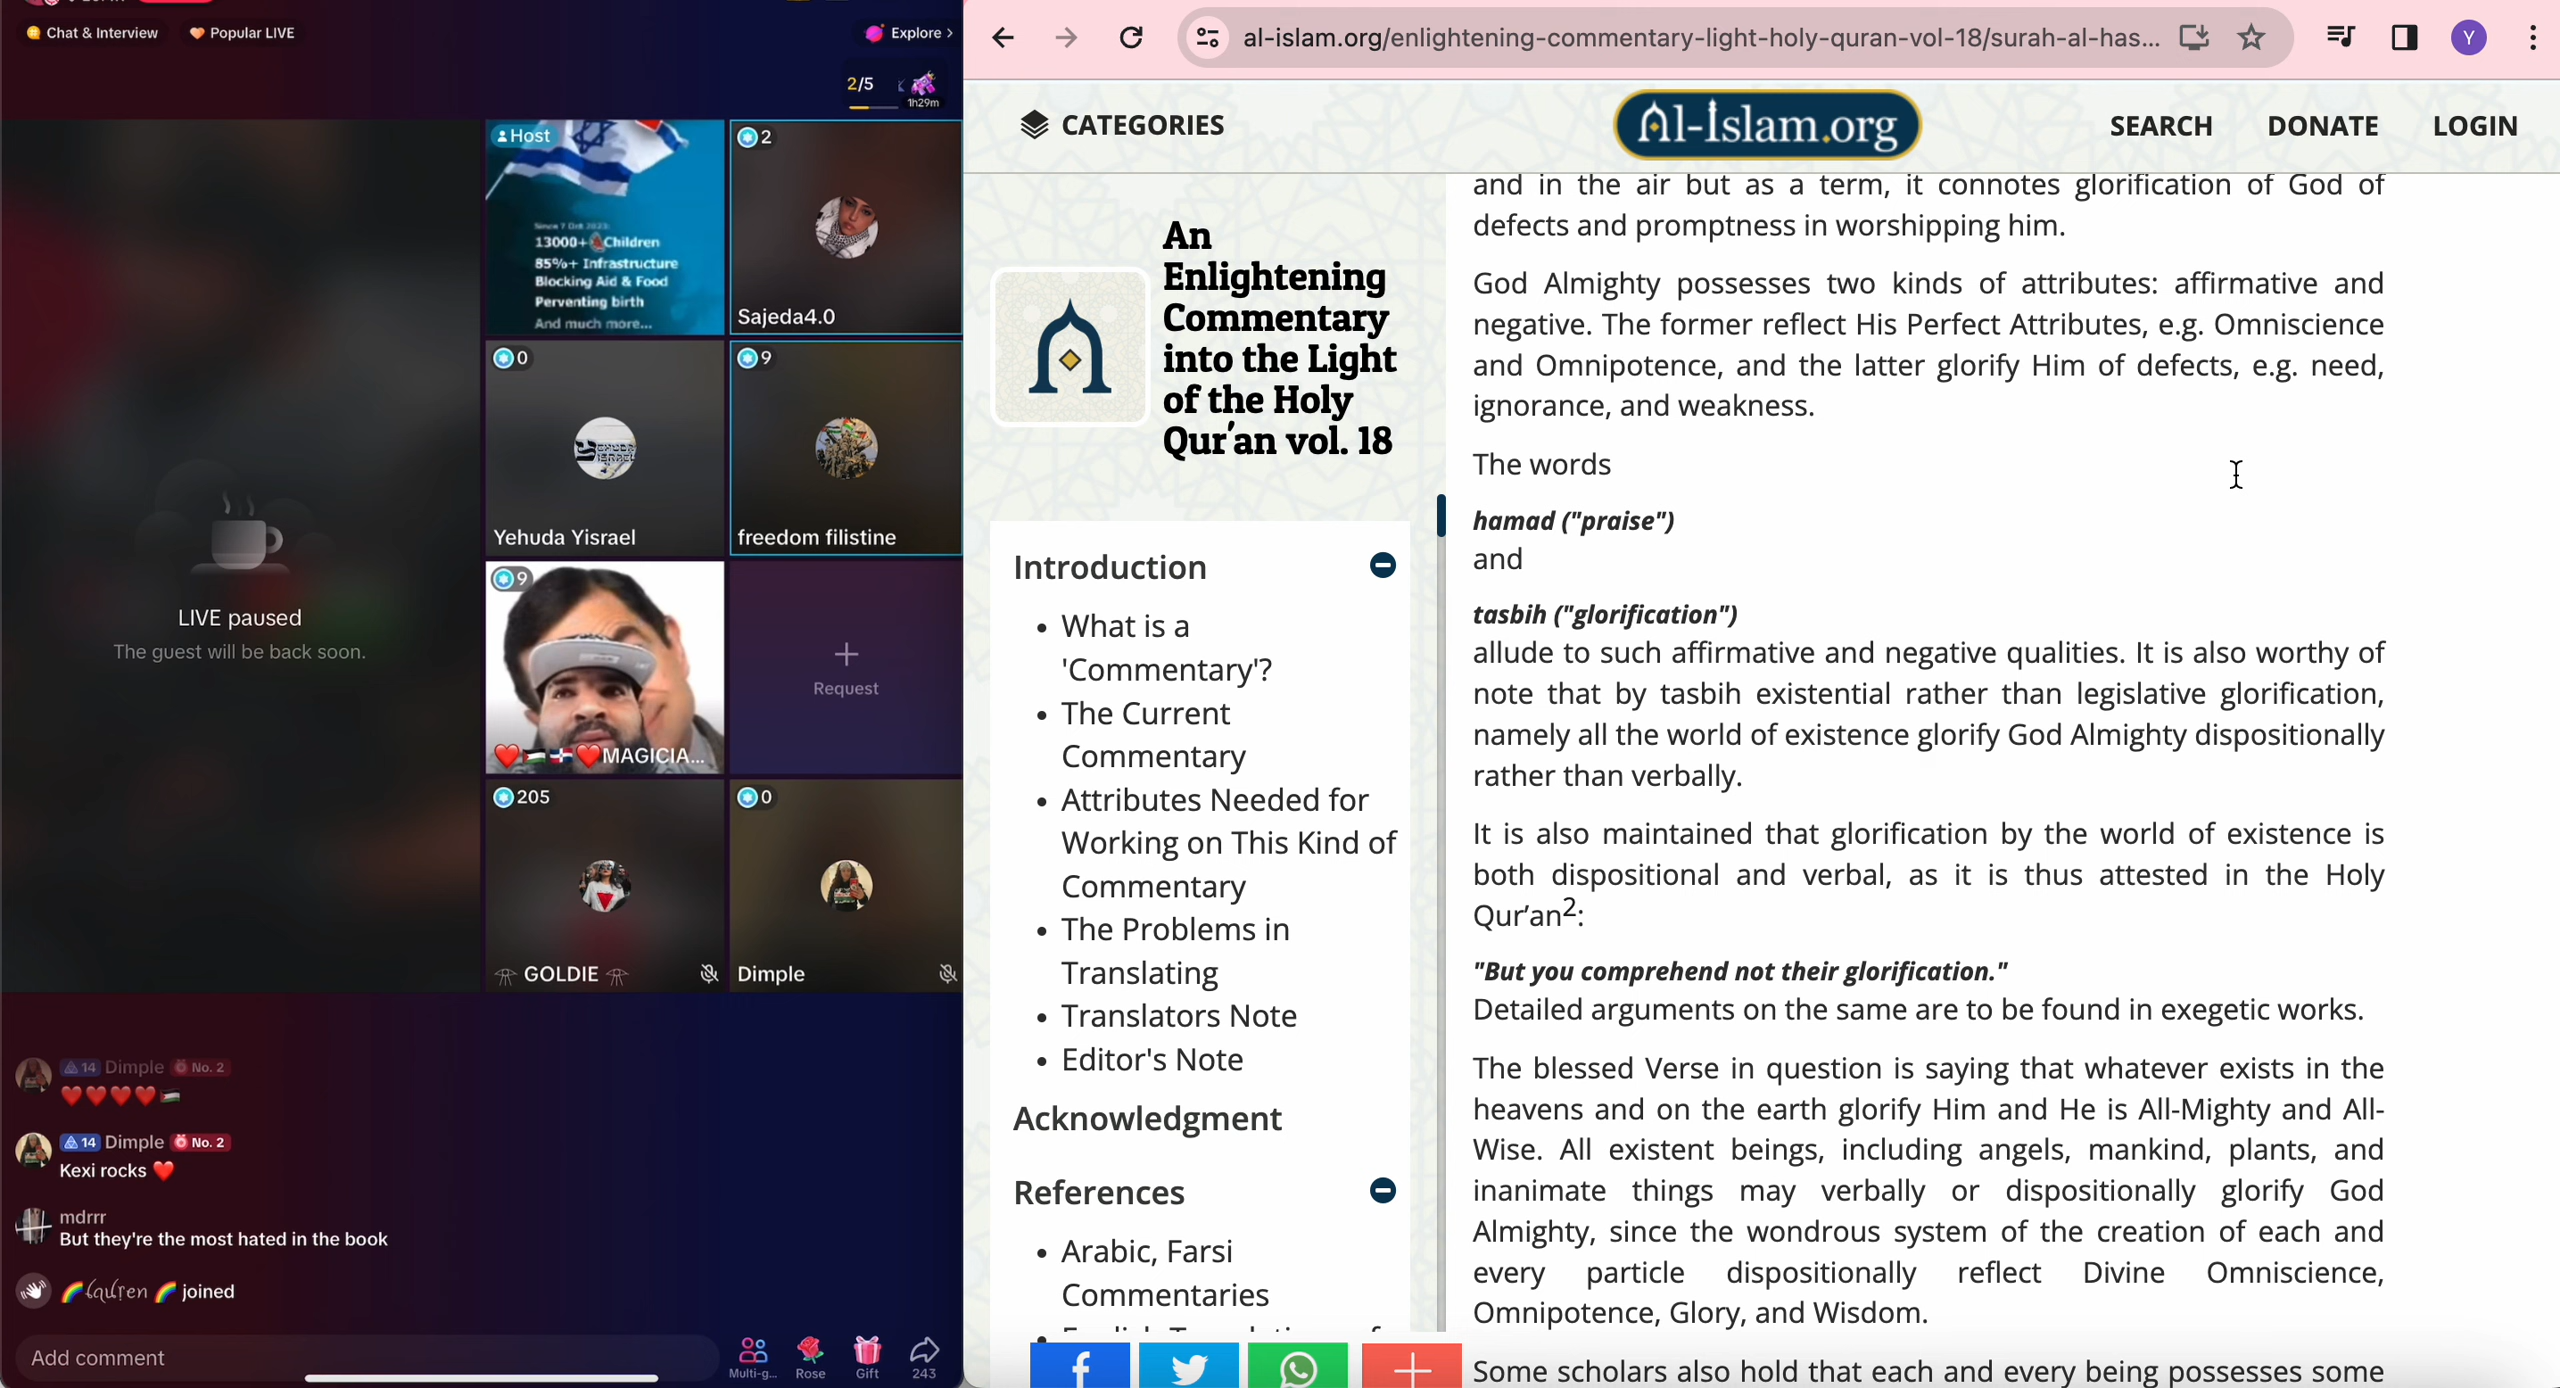 Chat & Interview
Popular LIVE
Explore >
2/5
1h29m
Host
Since 7 Oct 2023:
13000+ Children
85%+ Infrastructure
Blocking Aid & Food
Perventing birth
And much more...
2
Sajeda4.0
0
Yehuda Yisrael
9
freedom filistine
LIVE paused
The guest will be back soon.
9
MAGICIA...
+
Request
205
GOLDIE
0
Dimple
14 Dimple No. 2
❤️❤️❤️❤️🇵🇸
14 Dimple No. 2
Kexi rocks ❤️
mdrrr
But they're the most hated in the book
joined
Add comment
Multi-g...
Rose
Gift
243
al-islam.org/enlightening-commentary-light-holy-quran-vol-18/surah-al-has...
Y
CATEGORIES
Al-Islam.org
SEARCH
DONATE
LOGIN
An
Enlightening
Commentary
into the Light
of the Holy
Qur'an vol. 18
Introduction
• What is a
'Commentary'?
• The Current
Commentary
• Attributes Needed for
Working on This Kind of
Commentary
• The Problems in
Translating
• Translators Note
• Editor's Note
Acknowledgment
References
• Arabic, Farsi
Commentaries
and in the air but as a term, it connotes glorification of God of
defects and promptness in worshipping him.
God Almighty possesses two kinds of attributes: affirmative and
negative. The former reflect His Perfect Attributes, e.g. Omniscience
and Omnipotence, and the latter glorify Him of defects, e.g. need,
ignorance, and weakness.
The words
hamad ("praise")
and
tasbih ("glorification")
allude to such affirmative and negative qualities. It is also worthy of
note that by tasbih existential rather than legislative glorification,
namely all the world of existence glorify God Almighty dispositionally
rather than verbally.
It is also maintained that glorification by the world of existence is
both dispositional and verbal, as it is thus attested in the Holy
Qur'an2:
"But you comprehend not their glorification."
Detailed arguments on the same are to be found in exegetic works.
The blessed Verse in question is saying that whatever exists in the
heavens and on the earth glorify Him and He is All-Mighty and All-
Wise. All existent beings, including angels, mankind, plants, and
inanimate things may verbally or dispositionally glorify God
Almighty, since the wondrous system of the creation of each and
every particle dispositionally reflect Divine Omniscience,
Omnipotence, Glory, and Wisdom.
Some scholars also hold that each and every being possesses some